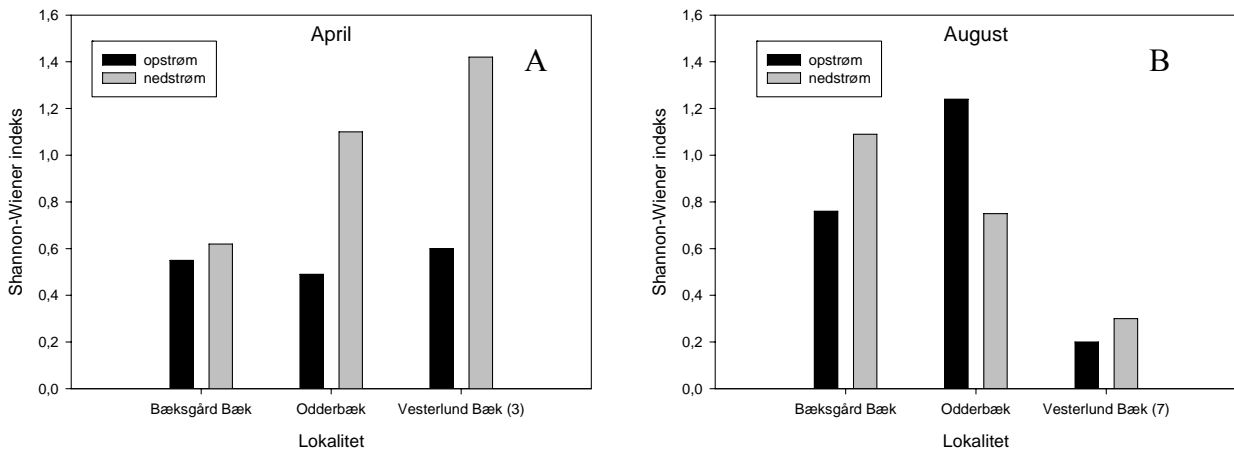 April
A
opstrøm
nedstrøm
Shannon-Wiener indeks
1,6
1,4
1,2
1,0
0,8
0,6
0,4
0,2
0,0
Bæksgård Bæk
Odderbæk
Vesterlund Bæk (3)
Lokalitet
August
B
opstrøm
nedstrøm
Shannon-Wiener indeks
1,6
1,4
1,2
1,0
0,8
0,6
0,4
0,2
0,0
Bæksgård Bæk
Odderbæk
Vesterlund Bæk (7)
Lokalitet